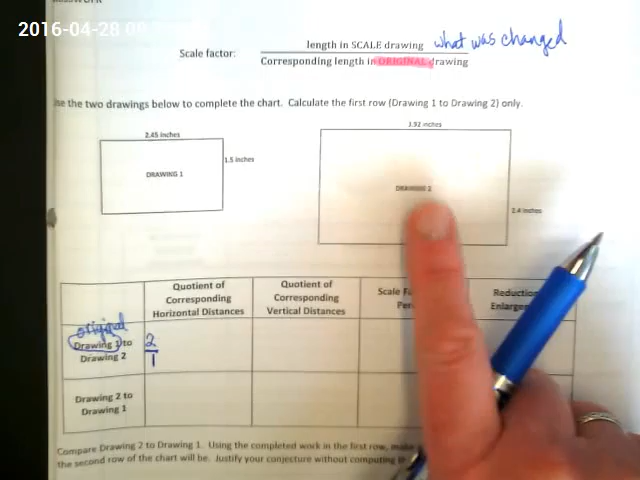 2016-04-28
Scale factor:
length in SCALE drawing what was changed
Corresponding length in ORIGINAL drawing
the two drawings below to complete the chart. Calculate the first row (Drawing 1 to Drawing 2) only.
2.45 inches
3.92 inches
1.5 inches
DRAWING 1
DRAWING 2
2.4 inches
Quotient of Corresponding Horizontal Distances
Quotient of Corresponding Vertical Distances
Scale
original
Drawing 1 to
Drawing 2
2
1
Drawing 2 to
Drawing 1
Compare Drawing 2 to Drawing 1. Using the completed work in the first row,
the second row of the chart will be. Justify your conjecture without computing